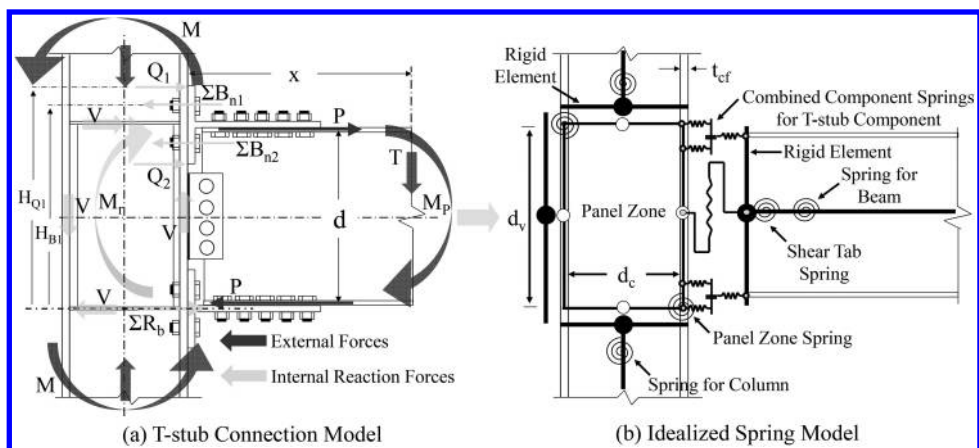 M
x
Q1
ΣBn1
V
P
ΣBn2
T
Q2
HQ1
HB1
V
Mn
V
d
Mp
V
P
ΣRb
External Forces
Internal Reaction Forces
M
(a) T-stub Connection Model
Rigid
Element
tcf
Combined Component Springs
for T-stub Component
Rigid Element
Spring for
Beam
dv
Panel Zone
Shear Tab
Spring
dc
Panel Zone Spring
Spring for Column
(b) Idealized Spring Model